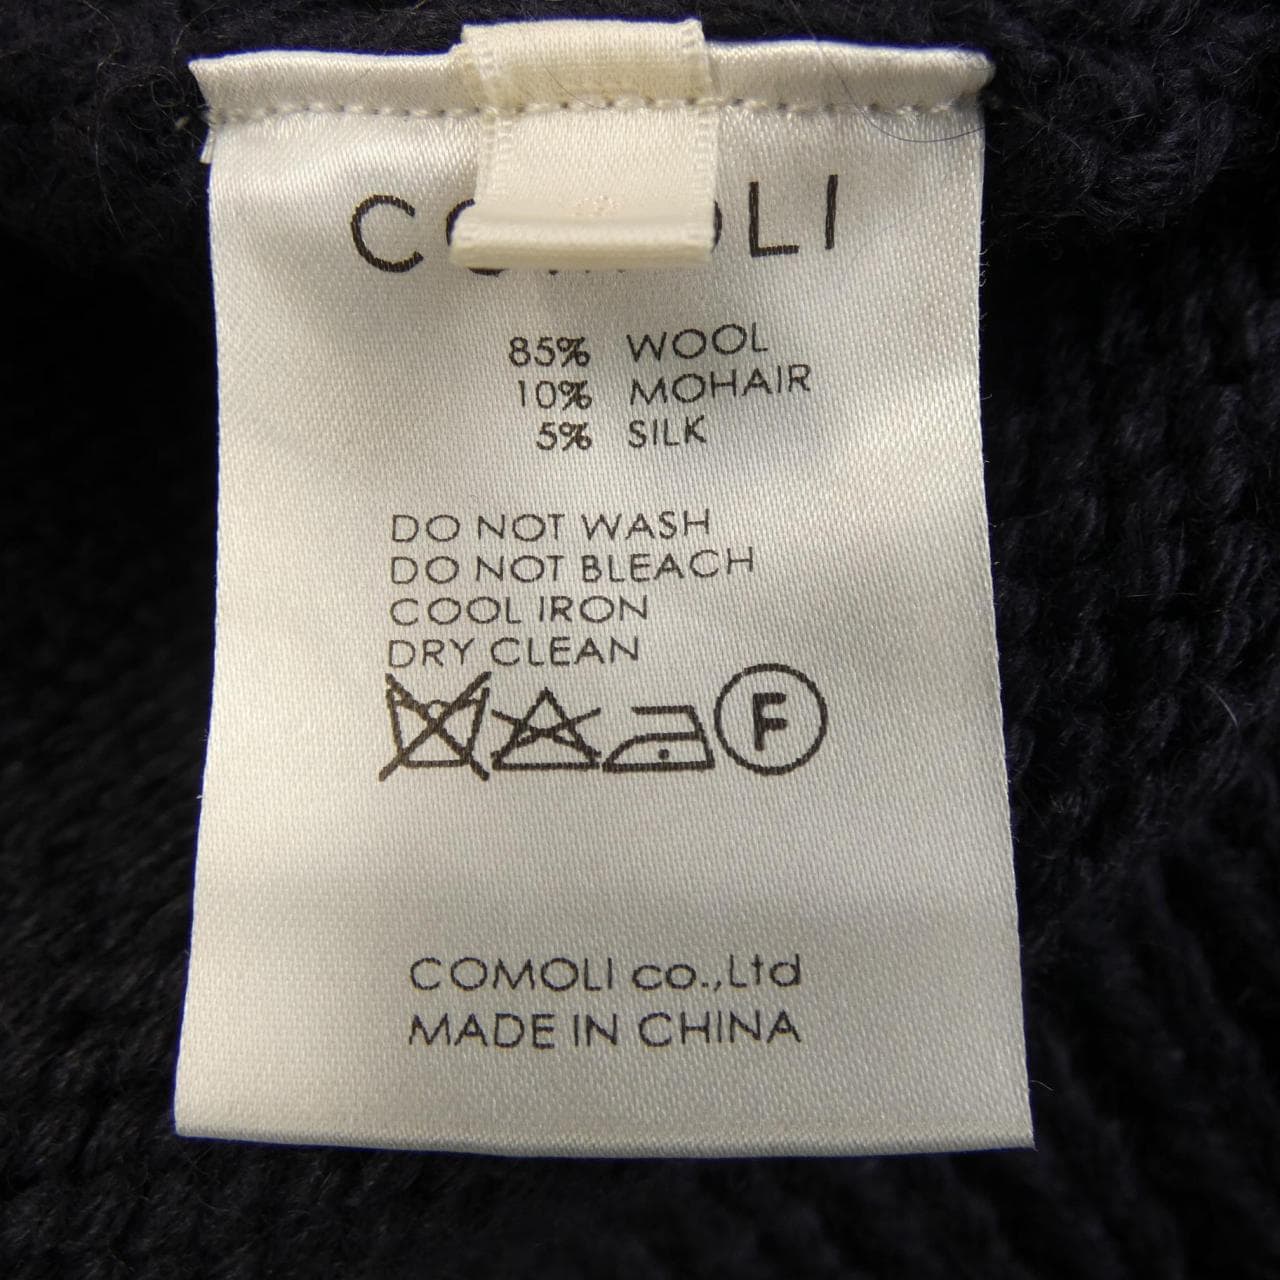 COMOLI
85% WOOL
10% MOHAIR
5% SILK
DO NOT WASH
DO NOT BLEACH
COOL IRON
DRY CLEAN
F
COMOLI co.,Ltd
MADE IN CHINA